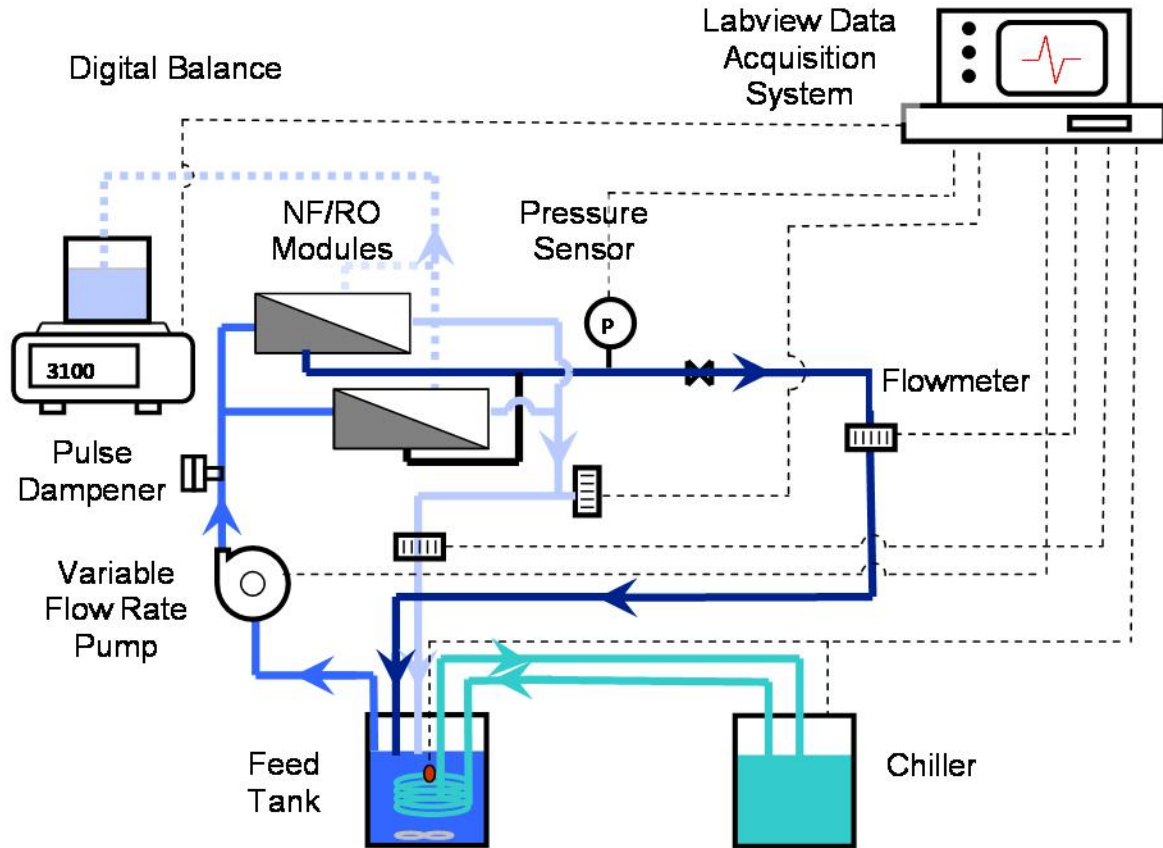 Labview Data
Acquisition
System
Digital Balance
NF/RO
Modules
Pressure
Sensor
P
3100
Flowmeter
Pulse
Dampener
Variable
Flow Rate
Pump
Feed
Tank
Chiller